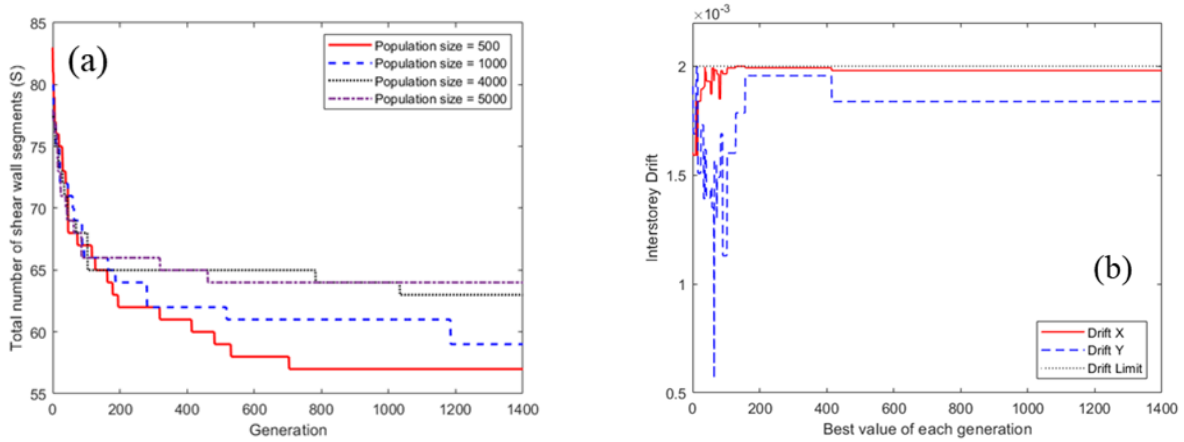 (a)
Total number of shear wall segments (S)
85
80
75
70
65
60
55
0 200 400 600 800 1000 1200 1400
Generation
Population size = 500
Population size = 1000
Population size = 4000
Population size = 5000
×10⁻³
(b)
Interstorey Drift
2
1.5
1
0.5
0 200 400 600 800 1000 1200 1400
Best value of each generation
Drift X
Drift Y
Drift Limit